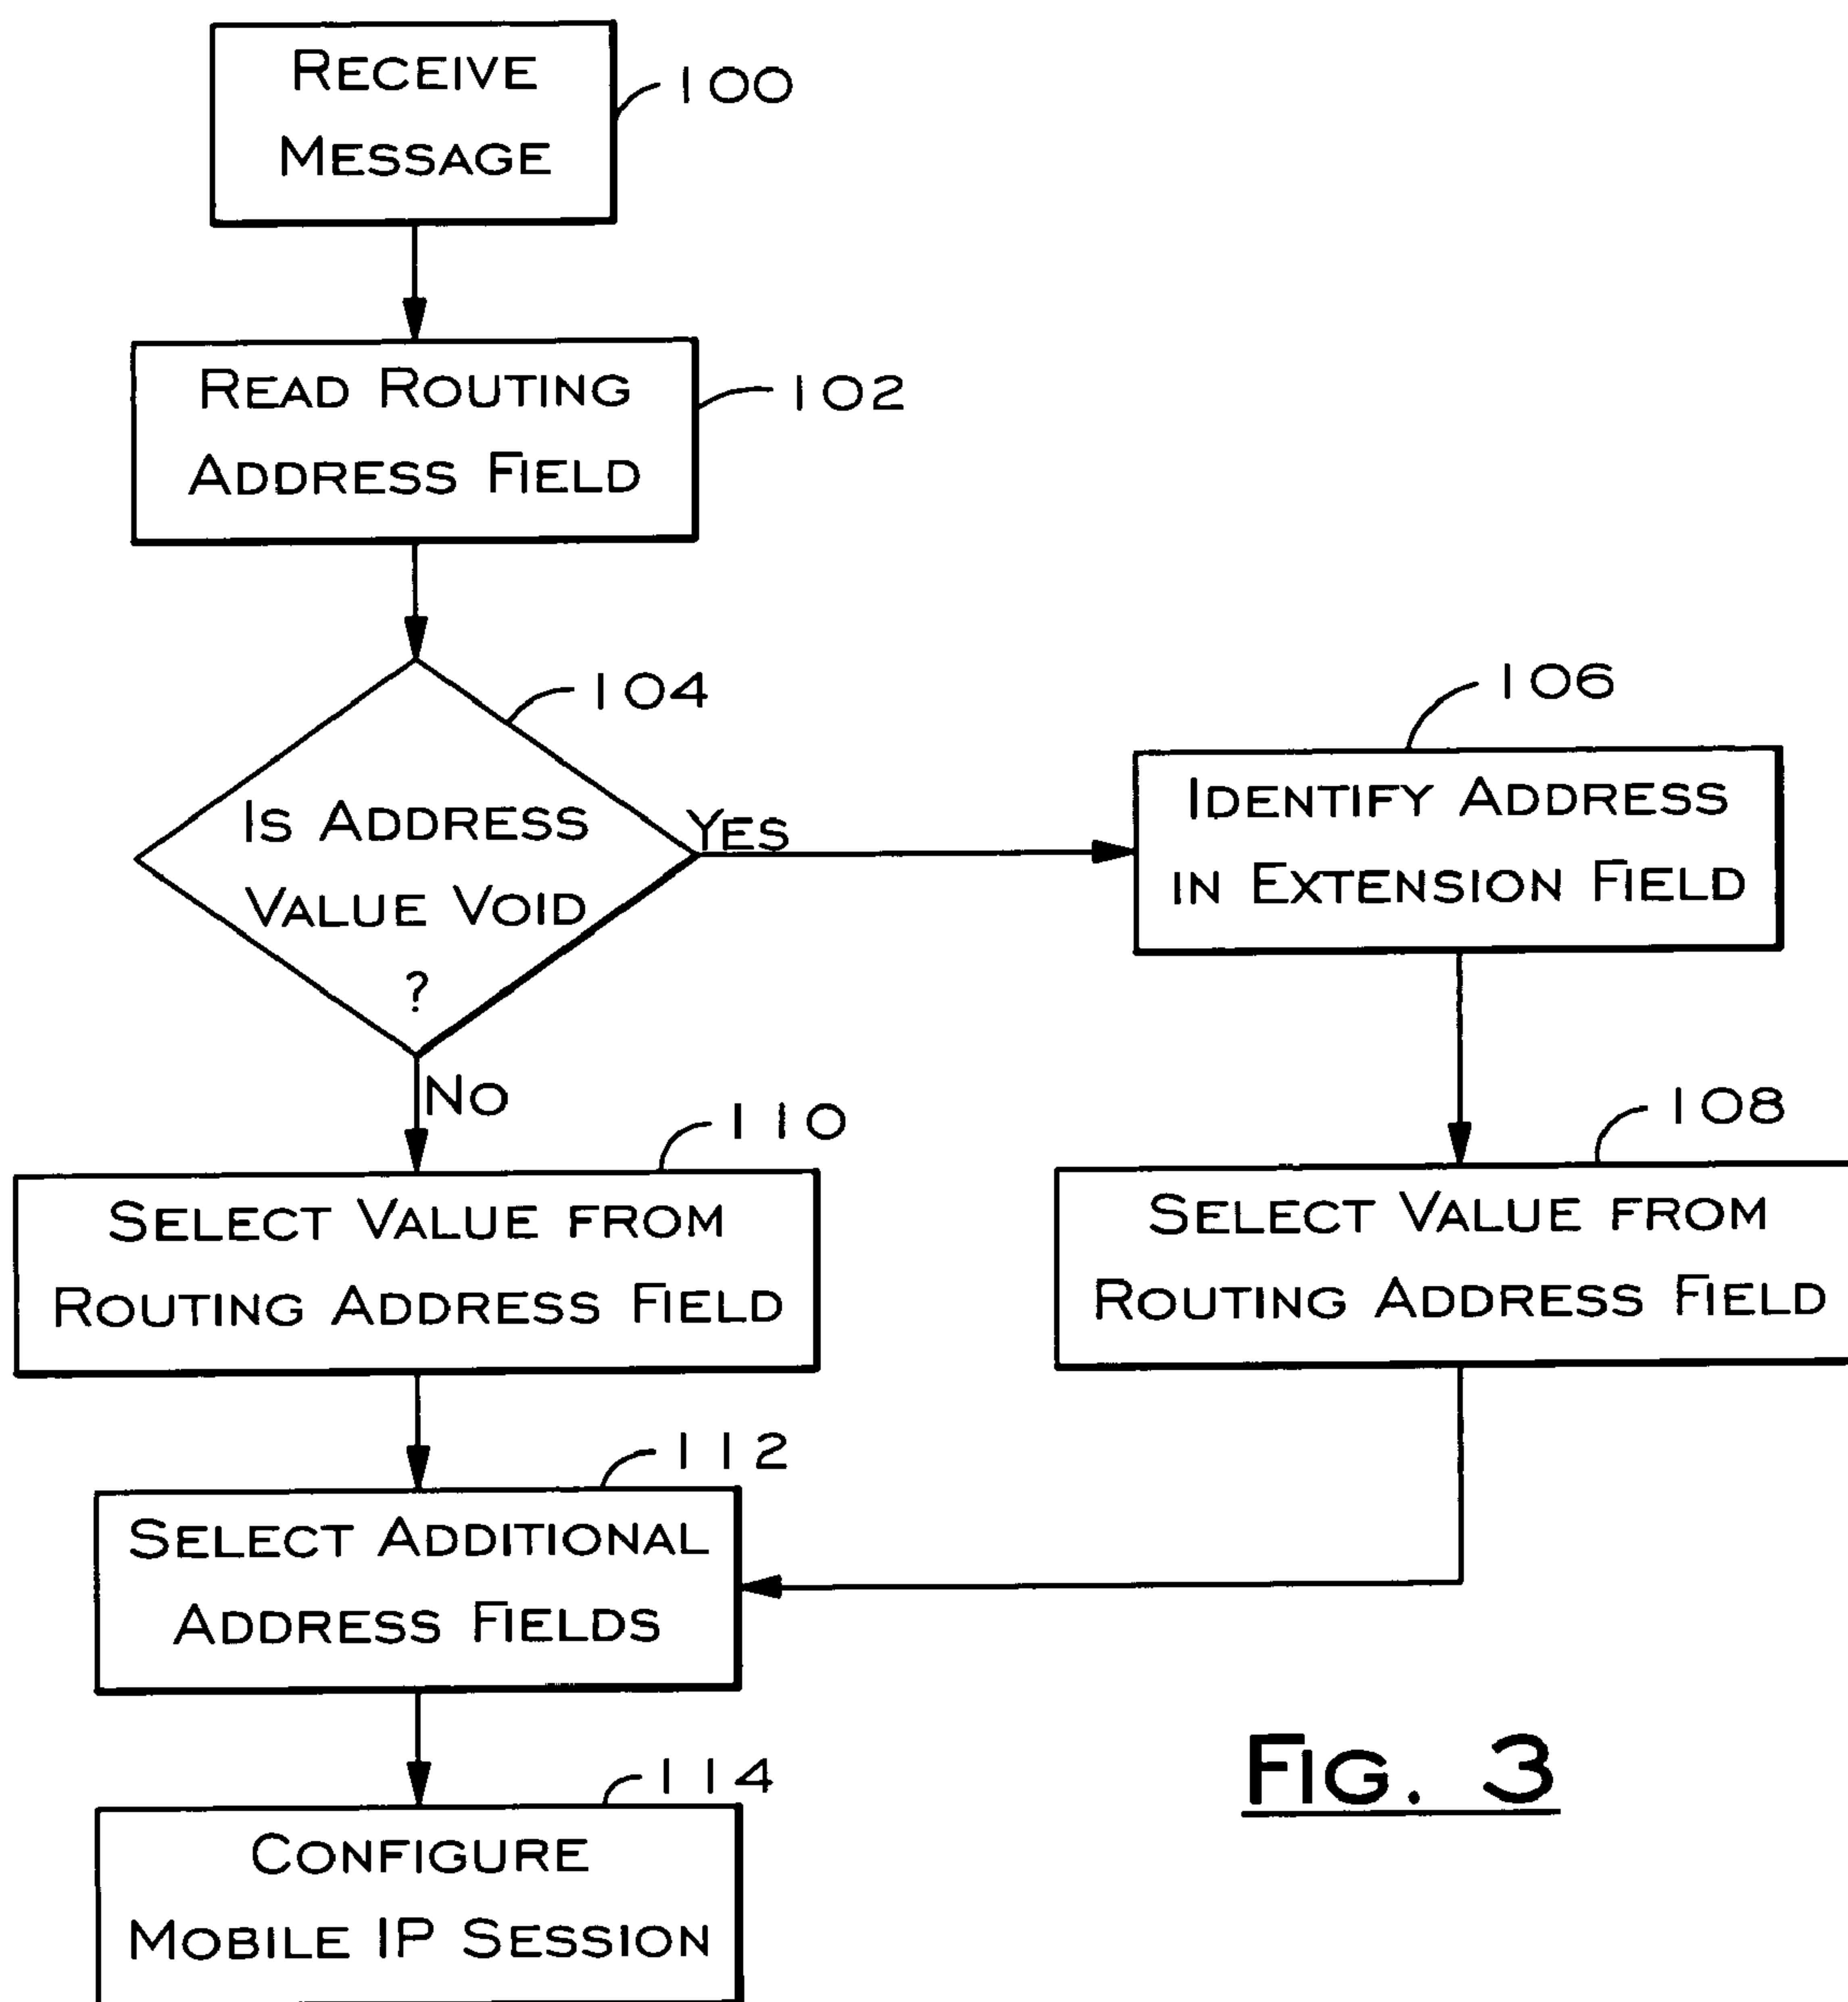 RECEIVE
MESSAGE
100
READ ROUTING
ADDRESS FIELD
102
104
IS ADDRESS
VALUE VOID
?
YES
106
IDENTIFY ADDRESS
IN EXTENSION FIELD
NO
110
SELECT VALUE FROM
ROUTING ADDRESS FIELD
108
SELECT VALUE FROM
ROUTING ADDRESS FIELD
112
SELECT ADDITIONAL
ADDRESS FIELDS
114
CONFIGURE
MOBILE IP SESSION
FIG. 3